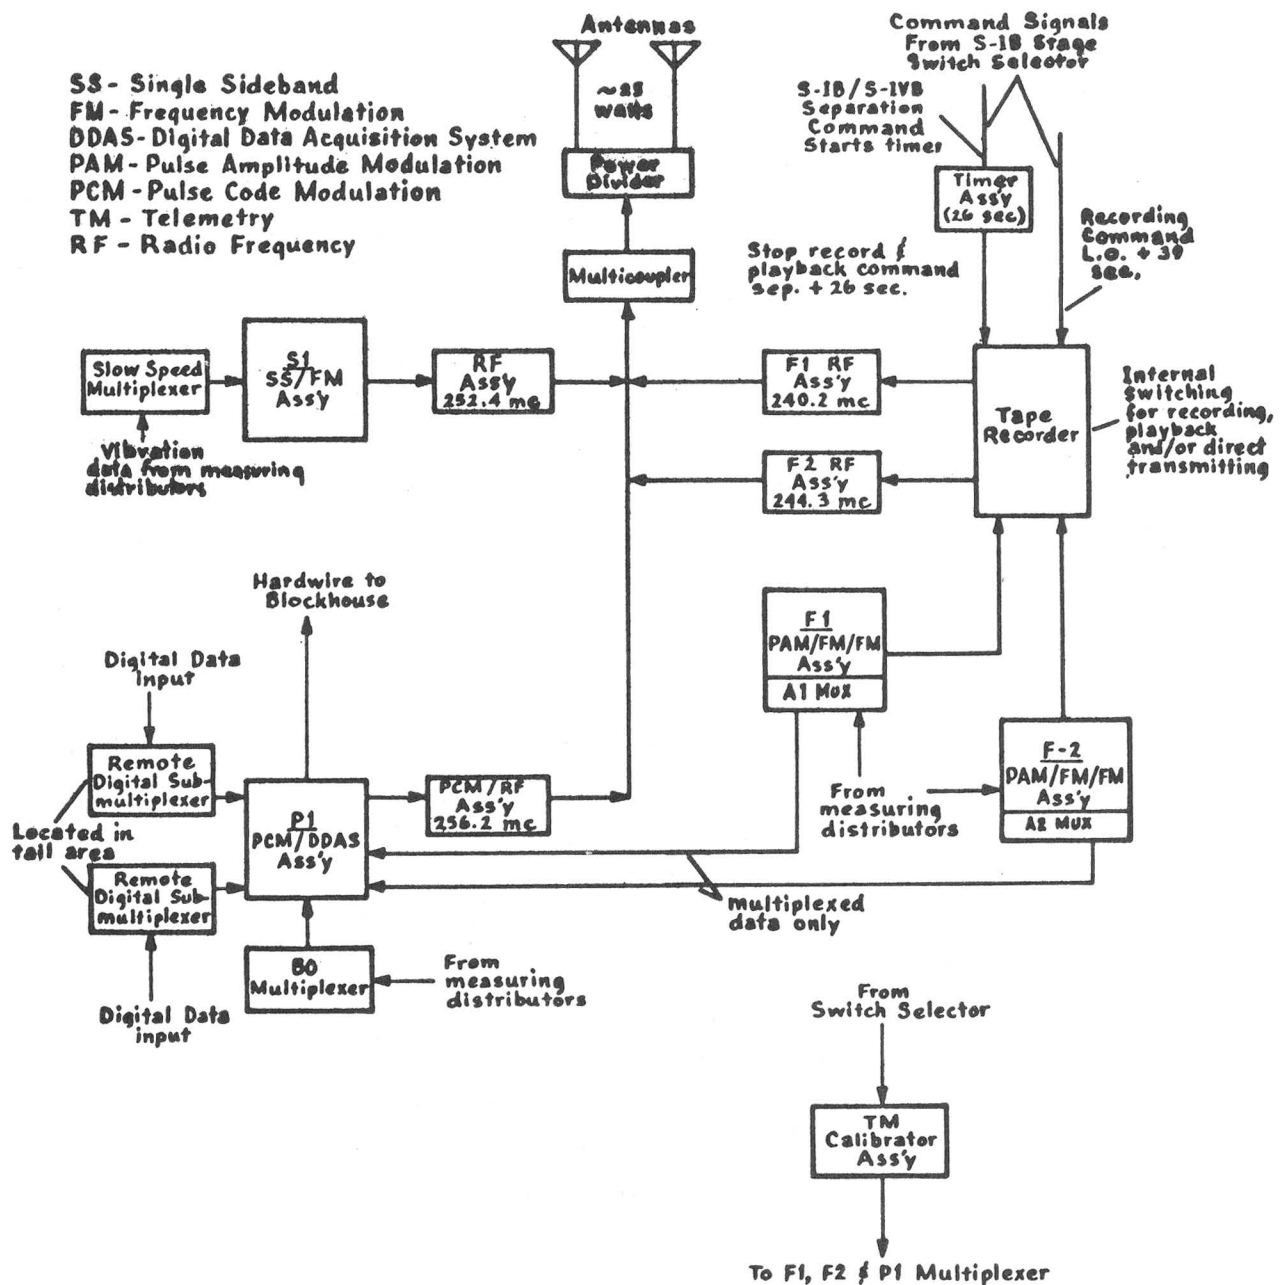 Antennas
~25
watts
Power
Divider
Multicoupler
SS - Single Sideband
FM - Frequency Modulation
DDAS - Digital Data Acquisition System
PAM - Pulse Amplitude Modulation
PCM - Pulse Code Modulation
TM - Telemetry
RF - Radio Frequency
Command Signals
From S-1B Stage
Switch Selector
S-1B/S-IVB
Separation
Command
Starts timer
Timer
Ass'y
(26 sec)
Recording
Command
L.O. + 39
sec.
Stop record &
playback command
sep. + 26 sec.
Slow Speed
Multiplexer
S1
SS/FM
Ass'y
RF
Ass'y
252.4 mc
F1 RF
Ass'y
240.2 mc
Tape
Recorder
Internal
switching
for recording,
playback
and/or direct
transmitting
Vibration
data from measuring
distributors
F2 RF
Ass'y
244.3 mc
Hardwire to
Blockhouse
F1
PAM/FM/FM
Ass'y
A1 Mux
Digital Data
input
Remote
Digital Sub-
multiplexer
P1
PCM/DDAS
Ass'y
PCM/RF
Ass'y
256.2 mc
From
measuring
distributors
F-2
PAM/FM/FM
Ass'y
A2 MUX
Located in
tail area
Remote
Digital Sub-
multiplexer
multiplexed
data only
Digital Data
input
BO
Multiplexer
From
measuring
distributors
From
Switch Selector
TM
Calibrator
Ass'y
To F1, F2 & P1 Multiplexer